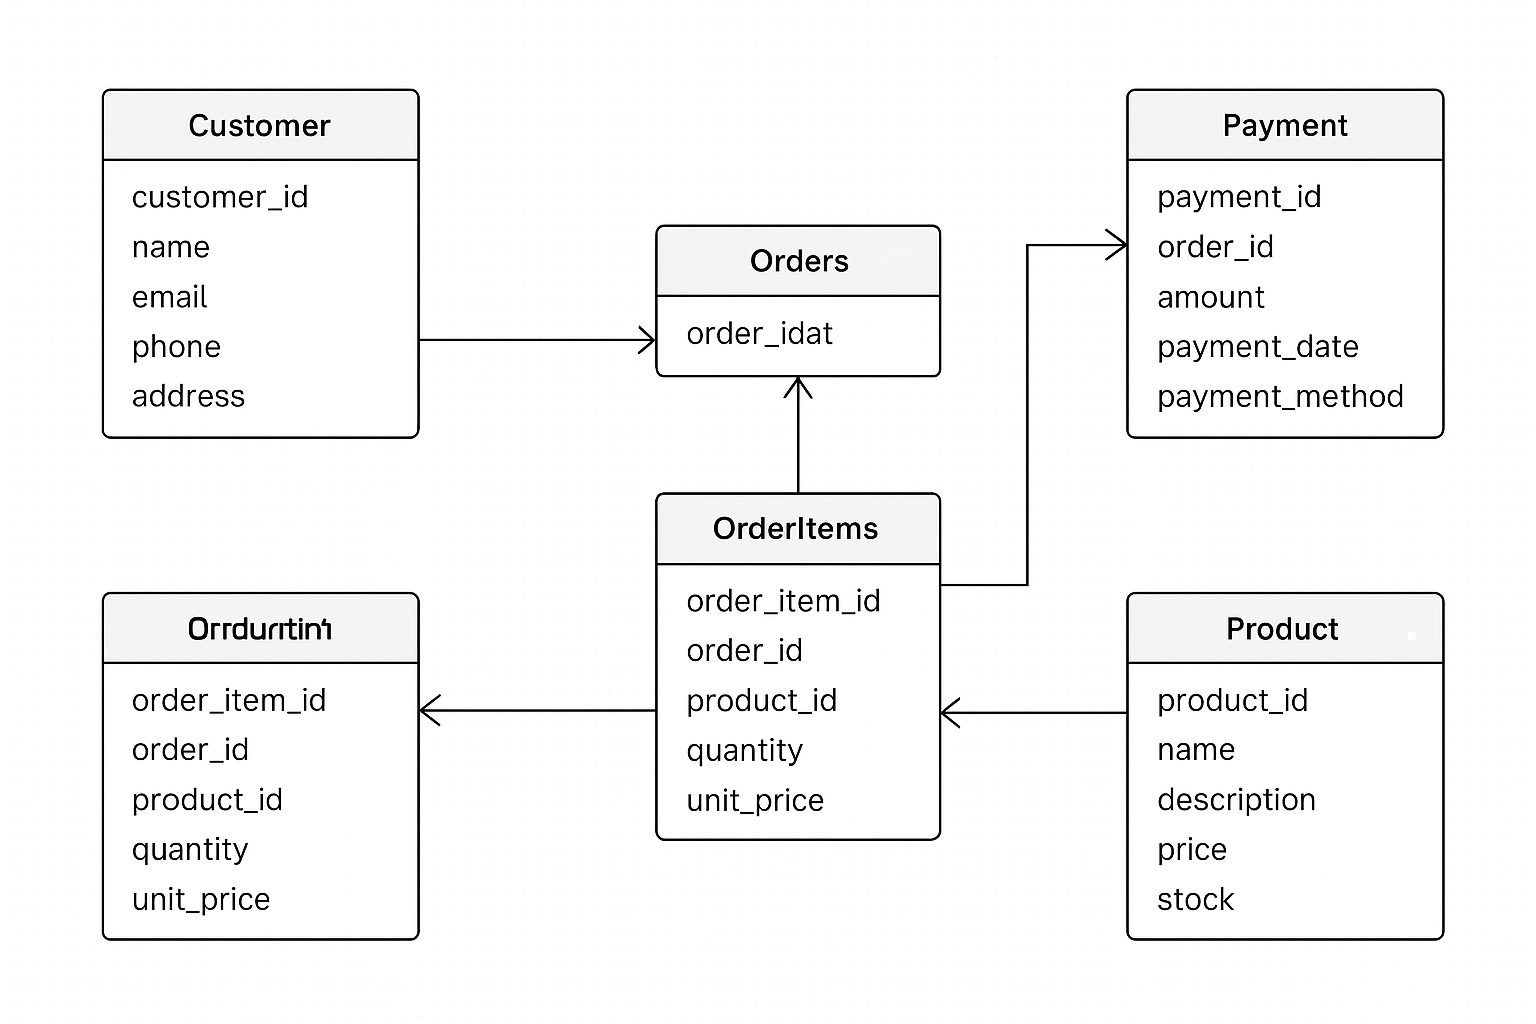 Customer
customer_id
name
email
phone
address
Orders
order_idat
Payment
payment_id
order_id
amount
payment_date
payment_method
OrderItems
order_item_id
order_id
product_id
quantity
unit_price
order_item_id
order_id
product_id
quantity
unit_price
Product
product_id
name
description
price
stock